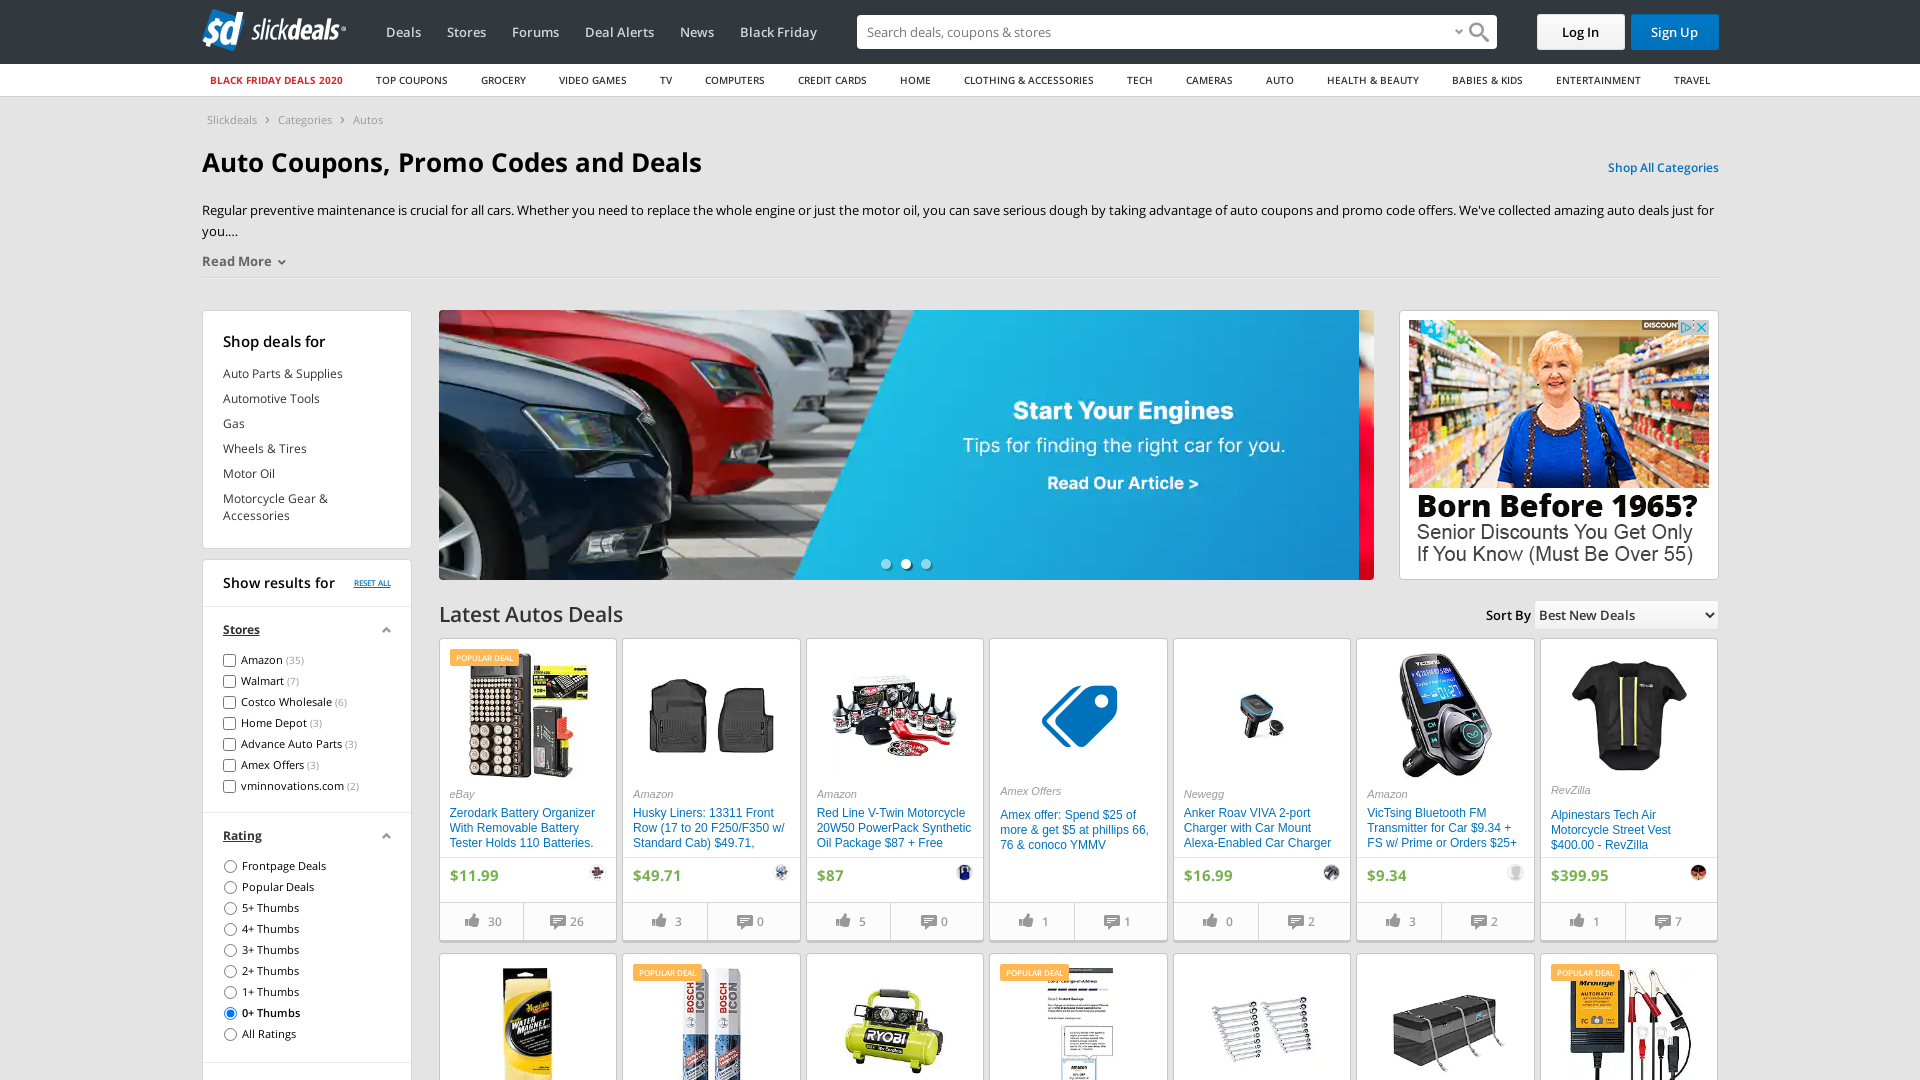 sd slickdeals
Deals
Stores
Forums
Deal Alerts
News
Black Friday
Search deals, coupons & stores
Log In
Sign Up
BLACK FRIDAY DEALS 2020
TOP COUPONS
GROCERY
VIDEO GAMES
TV
COMPUTERS
CREDIT CARDS
HOME
CLOTHING & ACCESSORIES
TECH
CAMERAS
AUTO
HEALTH & BEAUTY
BABIES & KIDS
ENTERTAINMENT
TRAVEL
Slickdeals > Categories > Autos
Auto Coupons, Promo Codes and Deals
Shop All Categories
Regular preventive maintenance is crucial for all cars. Whether you need to replace the whole engine or just the motor oil, you can save serious dough by taking advantage of auto coupons and promo code offers. We've collected amazing auto deals just for
you....
Read More
Shop deals for
Auto Parts & Supplies
Automotive Tools
Gas
Wheels & Tires
Motor Oil
Motorcycle Gear &
Accessories
Show results for
RESET ALL
Stores
Amazon (35)
Walmart (7)
Costco Wholesale (6)
Home Depot (3)
Advance Auto Parts (3)
Amex Offers (3)
vminnovations.com (2)
Rating
Frontpage Deals
Popular Deals
5+ Thumbs
4+ Thumbs
3+ Thumbs
2+ Thumbs
1+ Thumbs
0+ Thumbs
All Ratings
Start Your Engines
Tips for finding the right car for you.
Read Our Article >
DISCOUNT
Born Before 1965?
Senior Discounts You Get Only
If You Know (Must Be Over 55)
Latest Autos Deals
Sort By
Best New Deals
POPULAR DEAL
eBay
Zerodark Battery Organizer
With Removable Battery
Tester Holds 110 Batteries.
$11.99
30
26
Amazon
Husky Liners: 13311 Front
Row (17 to 20 F250/F350 w/
Standard Cab) $49.71,
$49.71
3
0
Amazon
Red Line V-Twin Motorcycle
20W50 PowerPack Synthetic
Oil Package $87 + Free
$87
5
0
Amex Offers
Amex offer: Spend $25 of
more & get $5 at phillips 66,
76 & conoco YMMV
1
1
Newegg
Anker Roav VIVA 2-port
Charger with Car Mount
Alexa-Enabled Car Charger
$16.99
0
2
VICTSING
Amazon
VicTsing Bluetooth FM
Transmitter for Car $9.34 +
FS w/ Prime or Orders $25+
$9.34
3
2
RevZilla
Alpinestars Tech Air
Motorcycle Street Vest
$400.00 - RevZilla
$399.95
1
7
Meguiar's
WATER
MAGNET
POPULAR DEAL
BOSCH
ICON
BOSCH
ICON
RYOBI
POPULAR DEAL
POPULAR DEAL
AUTOMATIC